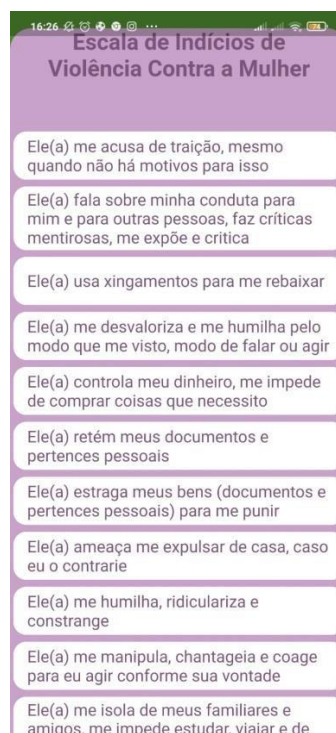 16:26
Escala de Indícios de
Violência Contra a Mulher
Ele(a) me acusa de traição, mesmo
quando não há motivos para isso
Ele(a) fala sobre minha conduta para
mim e para outras pessoas, faz críticas
mentirosas, me expõe e critica
Ele(a) usa xingamentos para me rebaixar
Ele(a) me desvaloriza e me humilha pelo
modo que me visto, modo de falar ou agir
Ele(a) controla meu dinheiro, me impede
de comprar coisas que necessito
Ele(a) retém meus documentos e
pertences pessoais
Ele(a) estraga meus bens (documentos e
pertences pessoais) para me punir
Ele(a) ameaça me expulsar de casa, caso
eu o contrarie
Ele(a) me humilha, ridiculariza e
constrange
Ele(a) me manipula, chantageia e coage
para eu agir conforme sua vontade
Ele(a) me isola de meus familiares e
amigos, me impede estudar, viajar e de